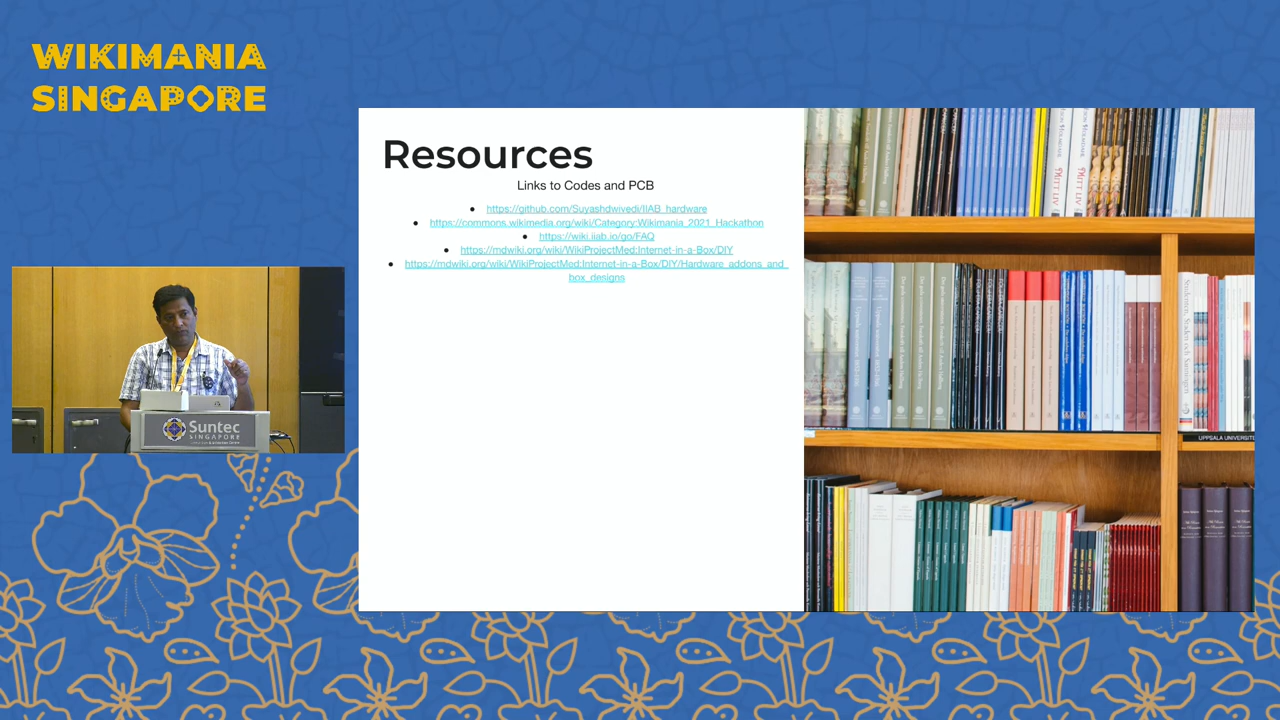 WIKIMANIA
SINGAPORE
Resources
Links to Codes and PCB
https://github.com/Suyashdwivedi/IIAB_hardware
https://commons.wikimedia.org/wiki/Category:Wikimania_2021_Hackathon
https://wiki.iiab.io/go/FAQ
https://mdwiki.org/wiki/WikiProjectMed:Internet-in-a-Box/DIY
https://mdwiki.org/wiki/WikiProjectMed:Internet-in-a-Box/DIY/Hardware_addons_and_
box_designs
Suntec
SINGAPORE
UPPSALA UNIVERSITE